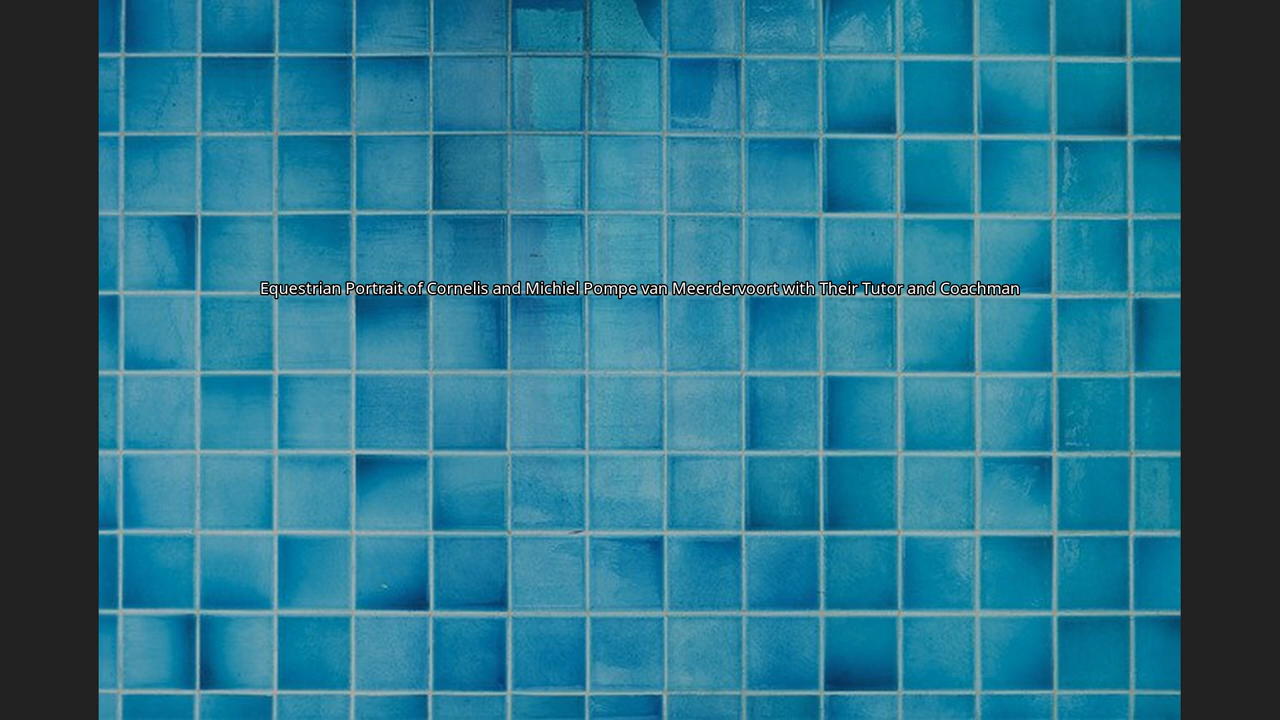 Equestrian Portrait of Cornelis and Michiel Pompe van Meerdervoort with Their Tutor and Coachman